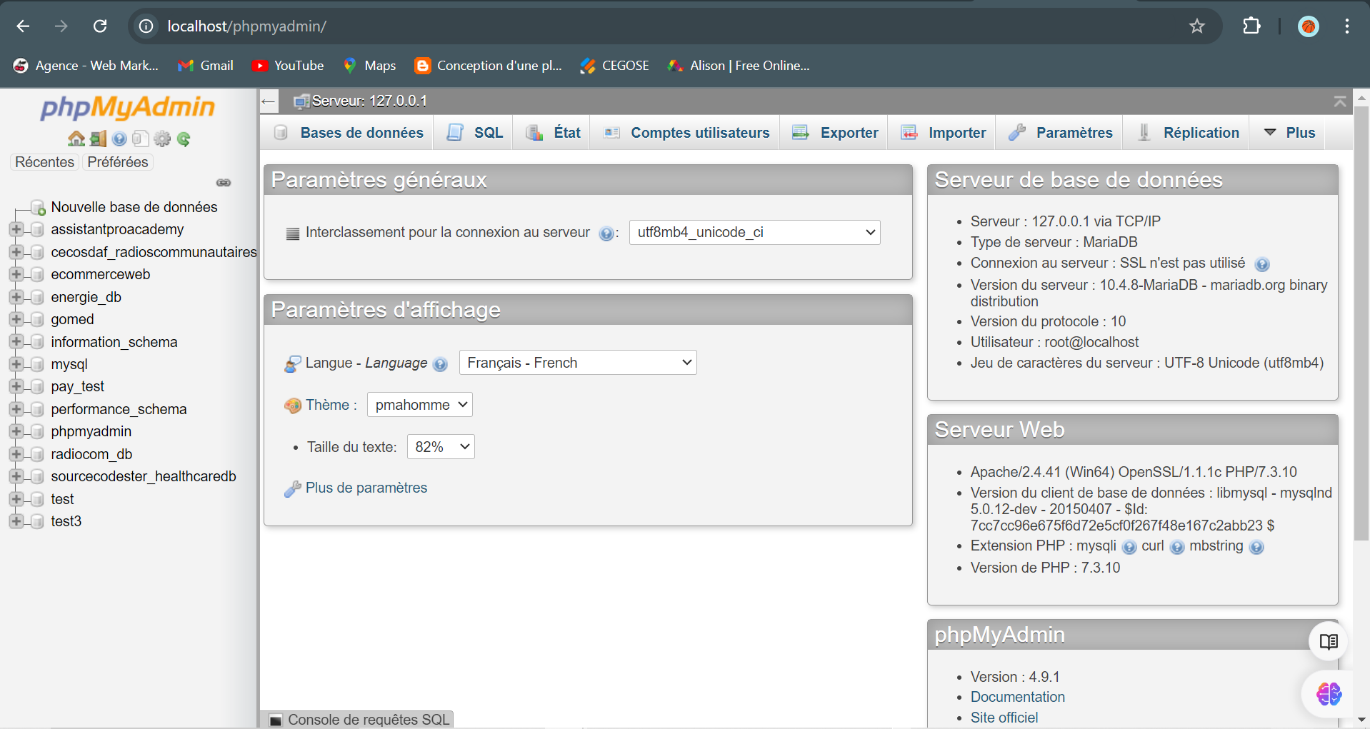 localhost/phpmyadmin/
Agence - Web Mark...
Gmail
YouTube
Maps
Conception d'une pl...
CEGOSE
Alison | Free Online...
phpMyAdmin
Récentes
Préférées
Nouvelle base de données
assistantproacademy
cecosdaf_radioscommunautaires
ecommerceweb
energie_db
gomed
information_schema
mysql
pay_test
performance_schema
phpmyadmin
radiocom_db
sourcecodester_healthcaredb
test
test3
Serveur: 127.0.0.1
Bases de données
SQL
État
Comptes utilisateurs
Exporter
Importer
Paramètres
Réplication
Plus
Paramètres généraux
Interclassement pour la connexion au serveur : utf8mb4_unicode_ci
Paramètres d'affichage
Langue - Language Français - French
Thème : pmahomme
Taille du texte: 82%
Plus de paramètres
Serveur de base de données
Serveur : 127.0.0.1 via TCP/IP
Type de serveur : MariaDB
Connexion au serveur : SSL n'est pas utilisé
Version du serveur : 10.4.8-MariaDB - mariadb.org binary
distribution
Version du protocole : 10
Utilisateur : root@localhost
Jeu de caractères du serveur : UTF-8 Unicode (utf8mb4)
Serveur Web
Apache/2.4.41 (Win64) OpenSSL/1.1.1c PHP/7.3.10
Version du client de base de données : libmysql - mysqlnd
5.0.12-dev - 20150407 - $Id:
7cc7cc96e675f6d72e5cf0f267f48e167c2abb23 $
Extension PHP : mysqli curl mbstring
Version de PHP : 7.3.10
phpMyAdmin
Version : 4.9.1
Documentation
Site officiel
Console de requêtes SQL